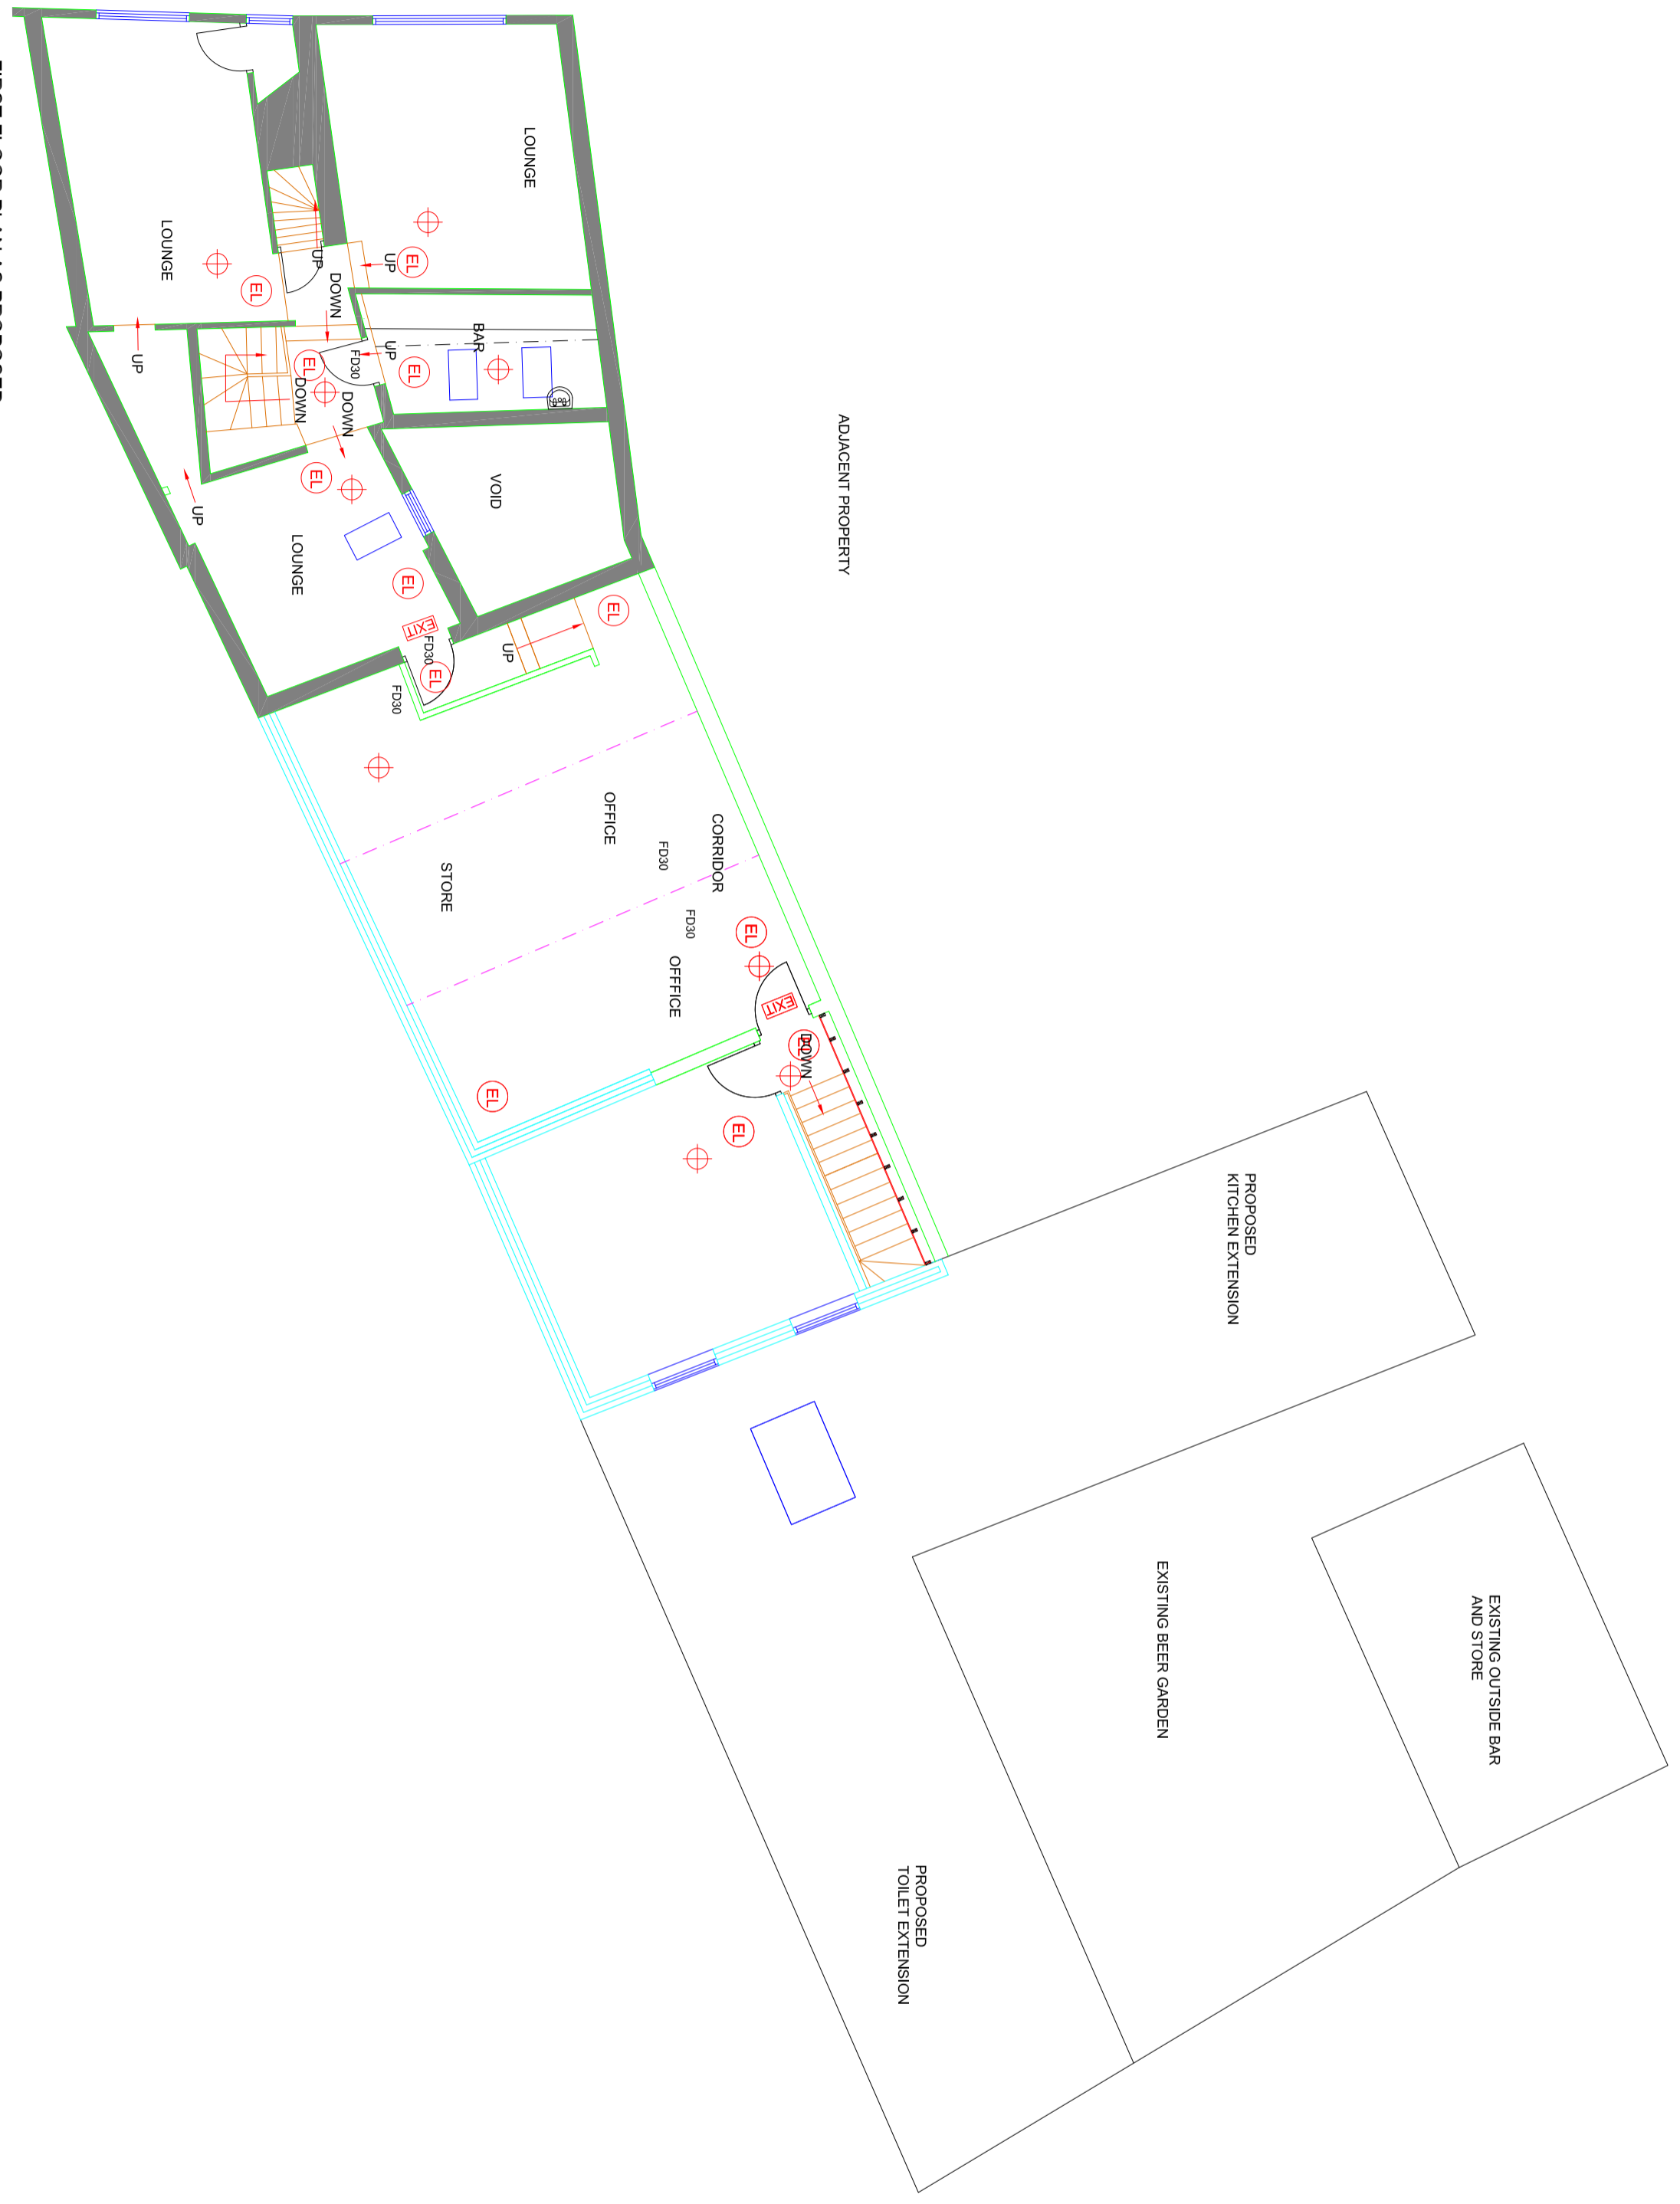 LOUNGE
LOUNGE
UP
UP
EL
EL
DOWN
BAR
UP
FD30
EL
EL
UP
DOWN
DOWN
EL
VOID
UP
LOUNGE
EL
EXIT
FD30
EL
EL
UP
FD30
ADJACENT PROPERTY
OFFICE
CORRIDOR
FD30
STORE
FD30
EL
OFFFICE
EXIT
EL
DOWN
EL
EL
PROPOSED
KITCHEN EXTENSION
EXISTING BEER GARDEN
EXISTING OUTSIDE BAR
AND STORE
PROPOSED
TOILET EXTENSION